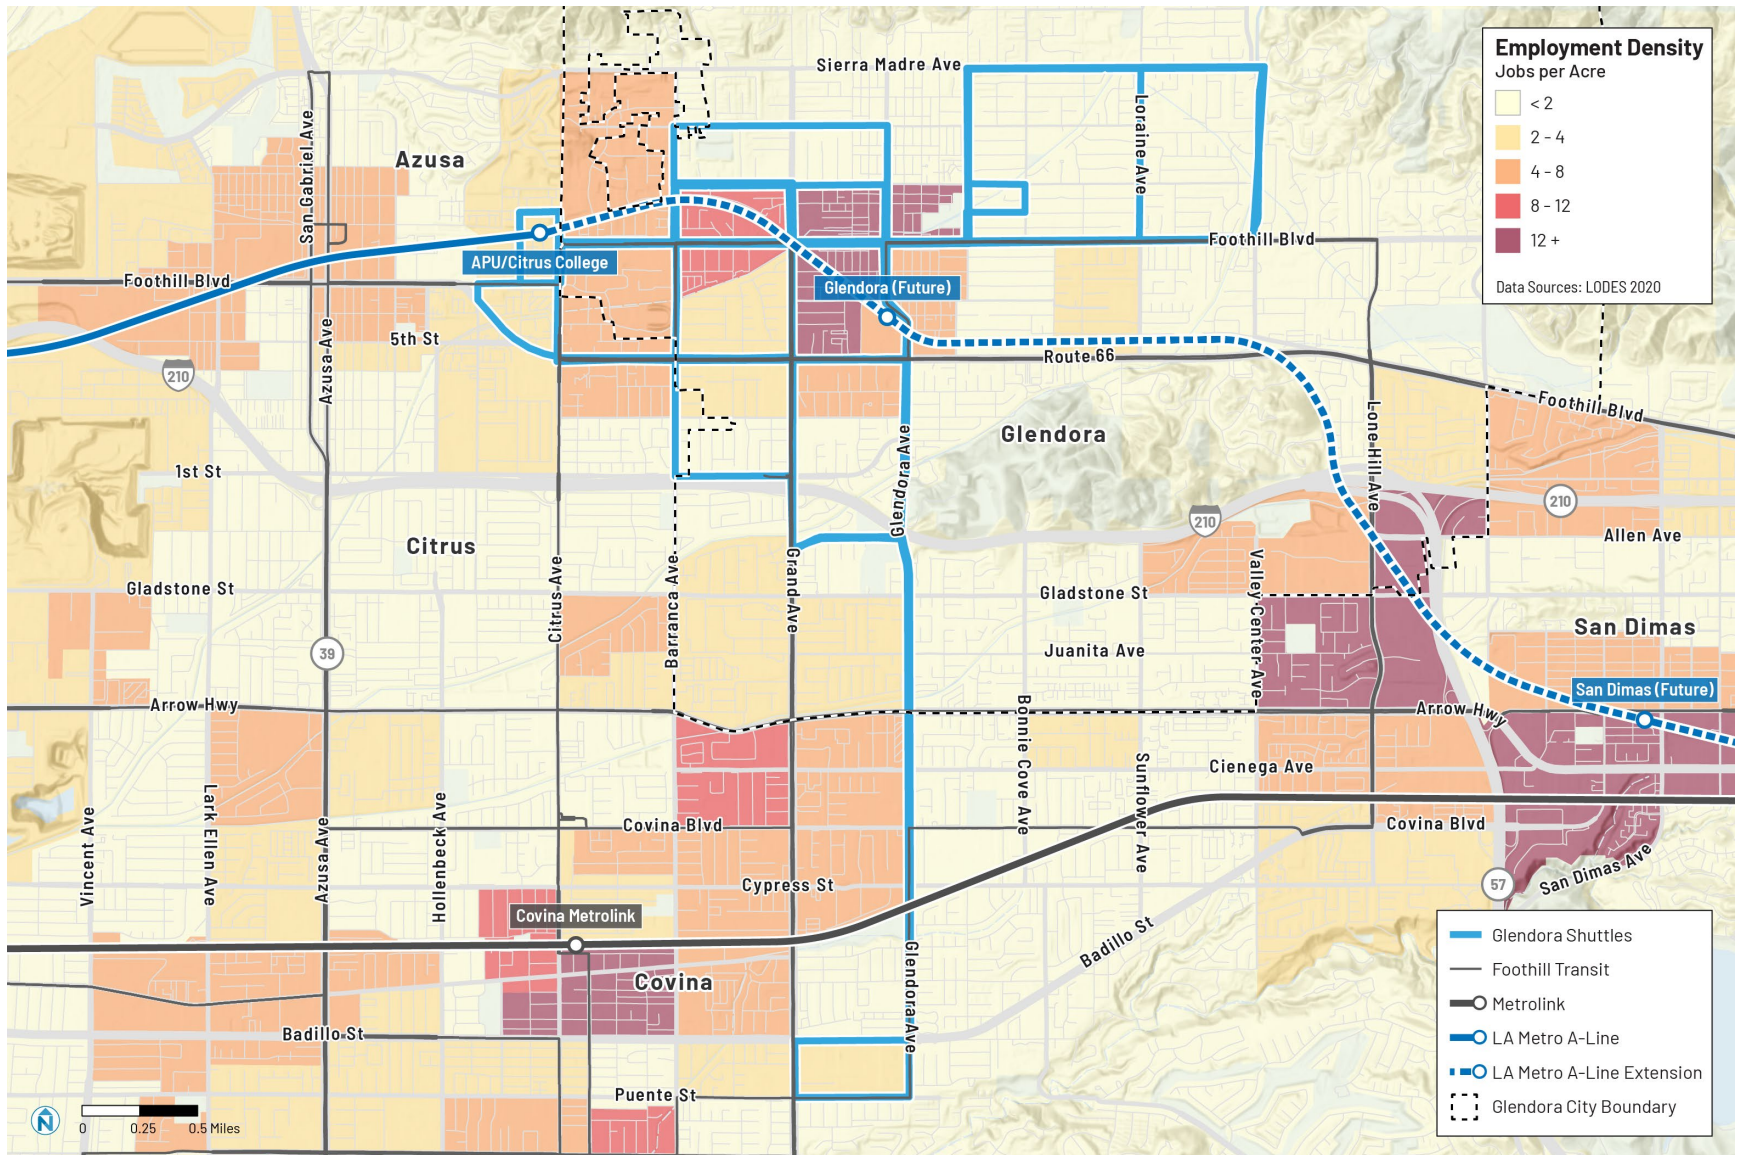 Employment Density
Jobs per Acre
< 2
2 - 4
4 - 8
8 - 12
12 +
Data Sources: LODES 2020
Sierra Madre Ave
Loraine Ave
San Gabriel Ave
Azusa
Foothill Blvd
APU/Citrus College
Foothill Blvd
Glendora (Future)
5th St
Azusa Ave
Route 66
210
Foothill Blvd
Lone Hill Ave
Glendora
Glendora Ave
1st St
210
210
Allen Ave
Citrus
Citrus Ave
Barranca Ave
Grand Ave
Valley Center Ave
Gladstone St
Gladstone St
San Dimas
39
Juanita Ave
San Dimas (Future)
Arrow Hwy
Arrow Hwy
Bonnie Cove Ave
Sunflower Ave
Cienega Ave
Vincent Ave
Lark Ellen Ave
Azusa Ave
Hollenbeck Ave
Covina Blvd
Covina Blvd
San Dimas Ave
57
Cypress St
Covina Metrolink
Badillo St
Glendora Ave
Covina
Badillo St
Puente St
N
0 0.25 0.5 Miles
Glendora Shuttles
Foothill Transit
Metrolink
LA Metro A-Line
LA Metro A-Line Extension
Glendora City Boundary